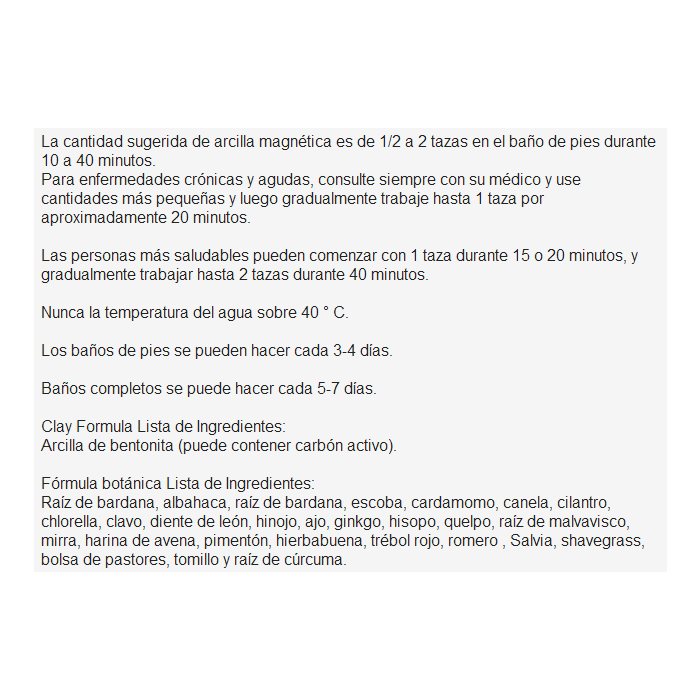 La cantidad sugerida de arcilla magnética es de 1/2 a 2 tazas en el baño de pies durante
10 a 40 minutos.
Para enfermedades crónicas y agudas, consulte siempre con su médico y use
cantidades más pequeñas y luego gradualmente trabaje hasta 1 taza por
aproximadamente 20 minutos.
Las personas más saludables pueden comenzar con 1 taza durante 15 o 20 minutos, y
gradualmente trabajar hasta 2 tazas durante 40 minutos.
Nunca la temperatura del agua sobre 40 ° C.
Los baños de pies se pueden hacer cada 3-4 días.
Baños completos se puede hacer cada 5-7 días.
Clay Formula Lista de Ingredientes:
Arcilla de bentonita (puede contener carbón activo).
Fórmula botánica Lista de Ingredientes:
Raíz de bardana, albahaca, raíz de bardana, escoba, cardamomo, canela, cilantro,
chlorella, clavo, diente de león, hinojo, ajo, ginkgo, hisopo, quelpo, raíz de malvavisco,
mirra, harina de avena, pimentón, hierbabuena, trébol rojo, romero , Salvia, shavegrass,
bolsa de pastores, tomillo y raíz de cúrcuma.